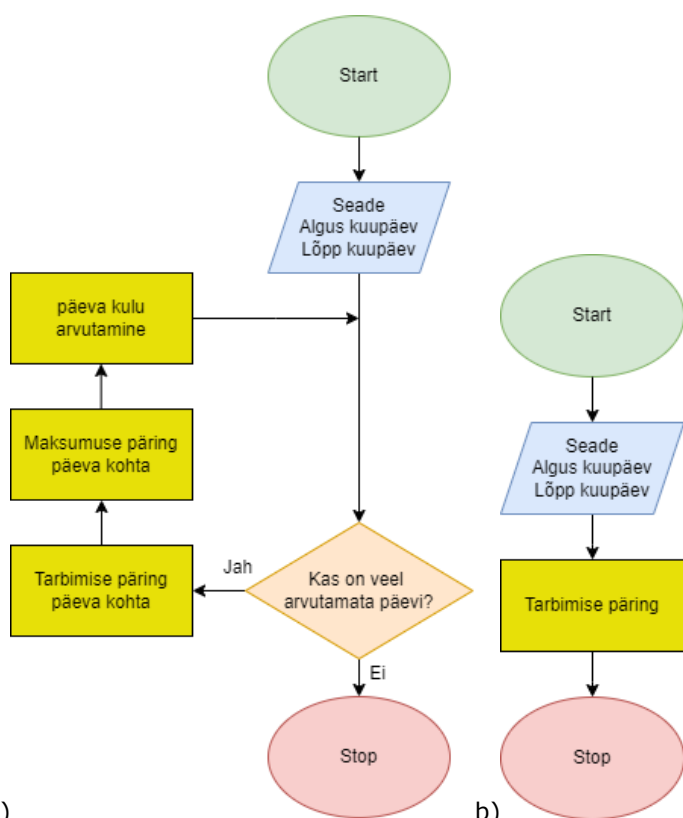 Start
Seade
Algus kuupäev
Lõpp kuupäev
päeva kulu
arvutamine
Maksumuse päring
päeva kohta
Tarbimise päring
päeva kohta
Jah
Kas on veel
arvutamata päevi?
Ei
Stop
)
Start
Seade
Algus kuupäev
Lõpp kuupäev
Tarbimise päring
Stop
b)